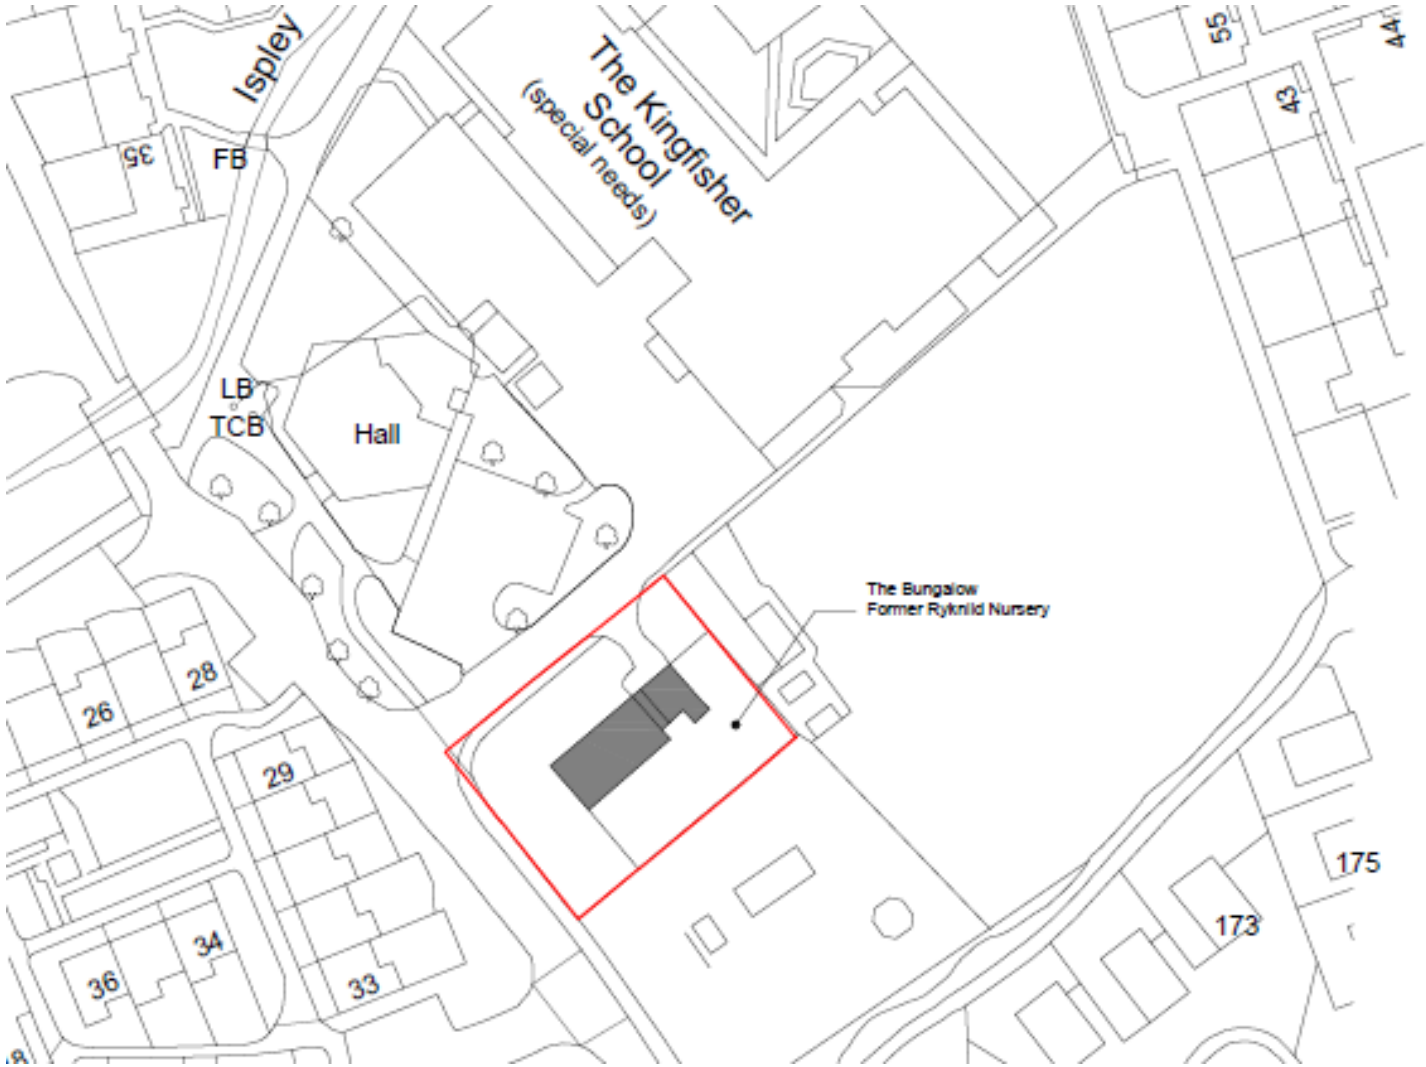 Ispley
The Kingfisher
School
(special needs)
55
44
43
35
FB
LB
TCB
Hall
The Bungalow
Former Ryknild Nursery
28
26
29
34
36
33
175
173